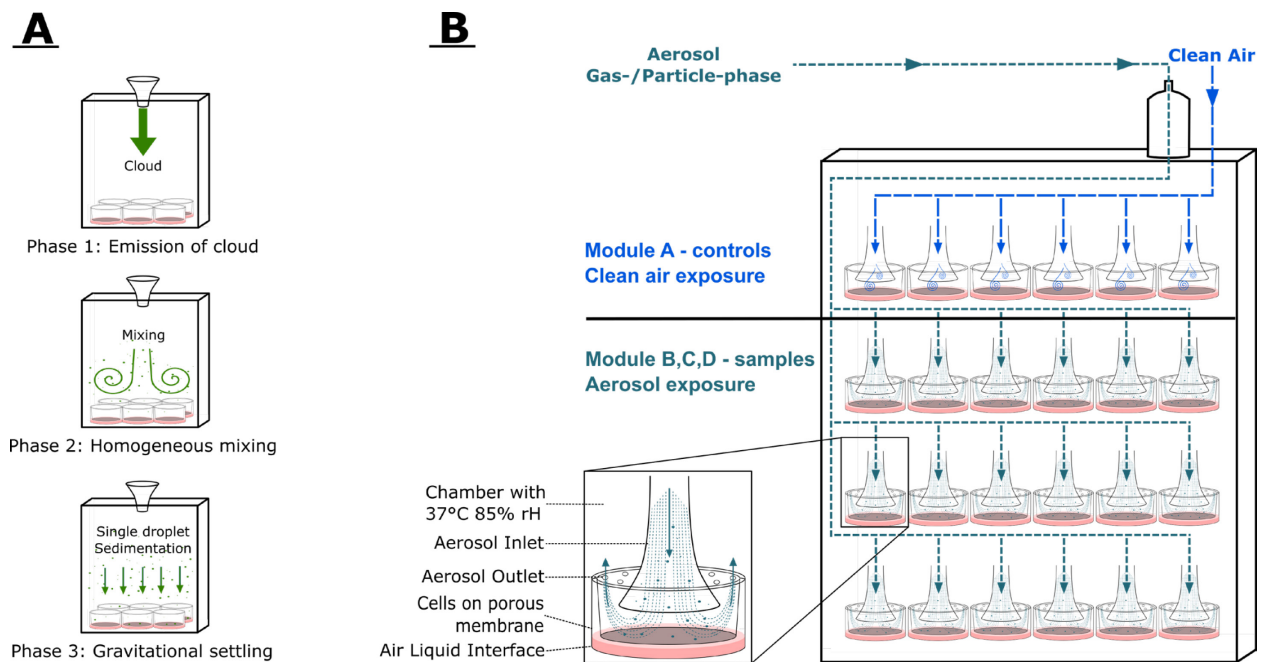 A
Cloud
Phase 1: Emission of cloud
Mixing
Phase 2: Homogeneous mixing
Single droplet
Sedimentation
Phase 3: Gravitational settling
B
Aerosol
Gas-/Particle-phase
Clean Air
Module A - controls
Clean air exposure
Module B,C,D - samples
Aerosol exposure
Chamber with
37°C 85% rH
Aerosol Inlet
Aerosol Outlet
Cells on porous
membrane
Air Liquid Interface